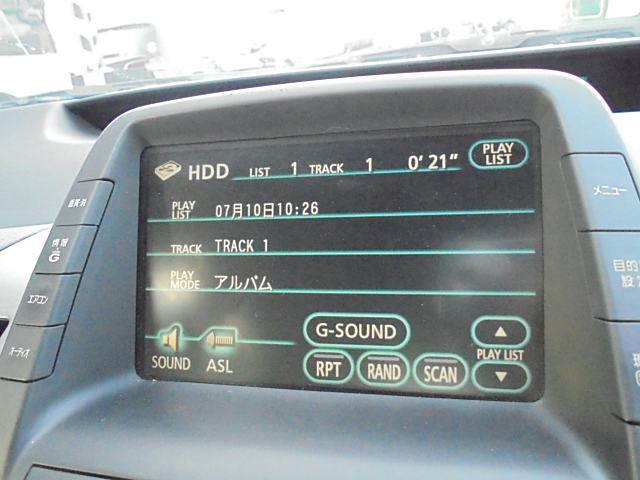 HDD LIST 1 TRACK 1 0' 21"
PLAY LIST
PLAY LIST 07月10日10:26
TRACK TRACK 1
PLAY MODE アルバム
SOUND
ASL
G-SOUND
RPT
RAND
SCAN
PLAY LIST
情報
G
エアコン
オーディオ
メニュー
目的
設